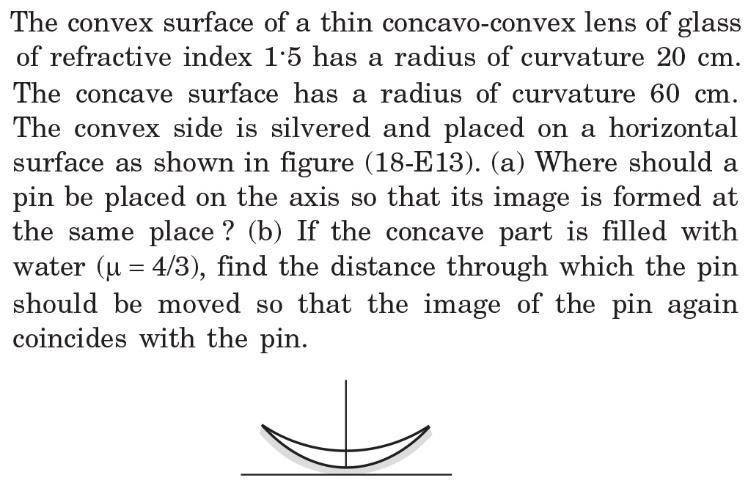 The convex surface of a thin concavo-convex lens of glass
of refractive index 1·5 has a radius of curvature 20 cm.
The concave surface has a radius of curvature 60 cm.
The convex side is silvered and placed on a horizontal
surface as shown in figure (18-E13). (a) Where should a
pin be placed on the axis so that its image is formed at
the same place ? (b) If the concave part is filled with
water (μ = 4/3), find the distance through which the pin
should be moved so that the image of the pin again
coincides with the pin.